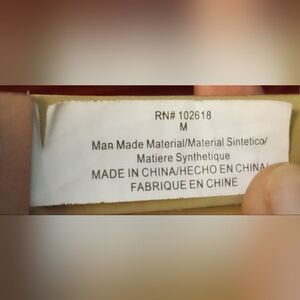 RN# 102618
M
Man Made Material/Material Sintetico/
Matiere Synthetique
MADE IN CHINA/HECHO EN CHINA/
FABRIQUE EN CHINE